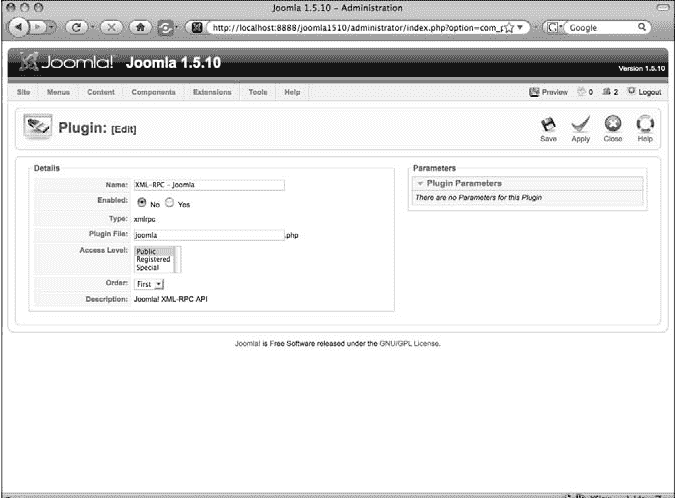 Joomla 1.5.10 - Administration
http://localhost:8888/joomla1510/administrator/index.php?option=com_
Google
Joomla! Joomla 1.5.10
Version 1.5.10
Site Menus Content Components Extensions Tools Help
Preview 0 2 Logout
Plugin: [Edit]
Save Apply Close Help
Details
Name: XML-RPC - Joomla
Enabled: No Yes
Type: xmlrpc
Plugin File: joomla .php
Access Level: Public
Registered
Special
Order: First
Description: Joomla! XML-RPC API
Parameters
Plugin Parameters
There are no Parameters for this Plugin
Joomla! is Free Software released under the GNU/GPL License.